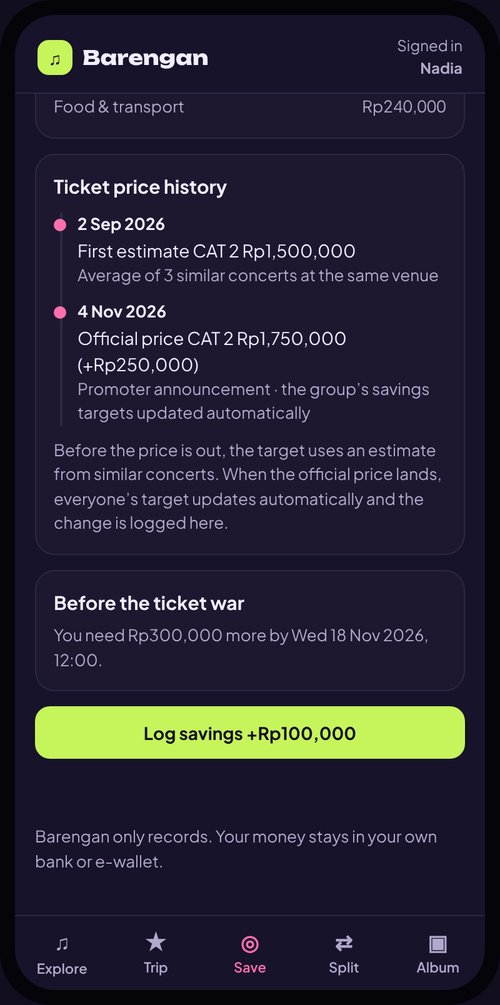 Barengan
Signed in
Nadia
Food & transport
Rp240,000
Ticket price history
2 Sep 2026
First estimate CAT 2 Rp1,500,000
Average of 3 similar concerts at the same venue
4 Nov 2026
Official price CAT 2 Rp1,750,000
(+Rp250,000)
Promoter announcement · the group’s savings
targets updated automatically
Before the price is out, the target uses an estimate
from similar concerts. When the official price lands,
everyone’s target updates automatically and the
change is logged here.
Before the ticket war
You need Rp300,000 more by Wed 18 Nov 2026,
12:00.
Log savings +Rp100,000
Barengan only records. Your money stays in your own
bank or e-wallet.
Explore
Trip
Save
Split
Album